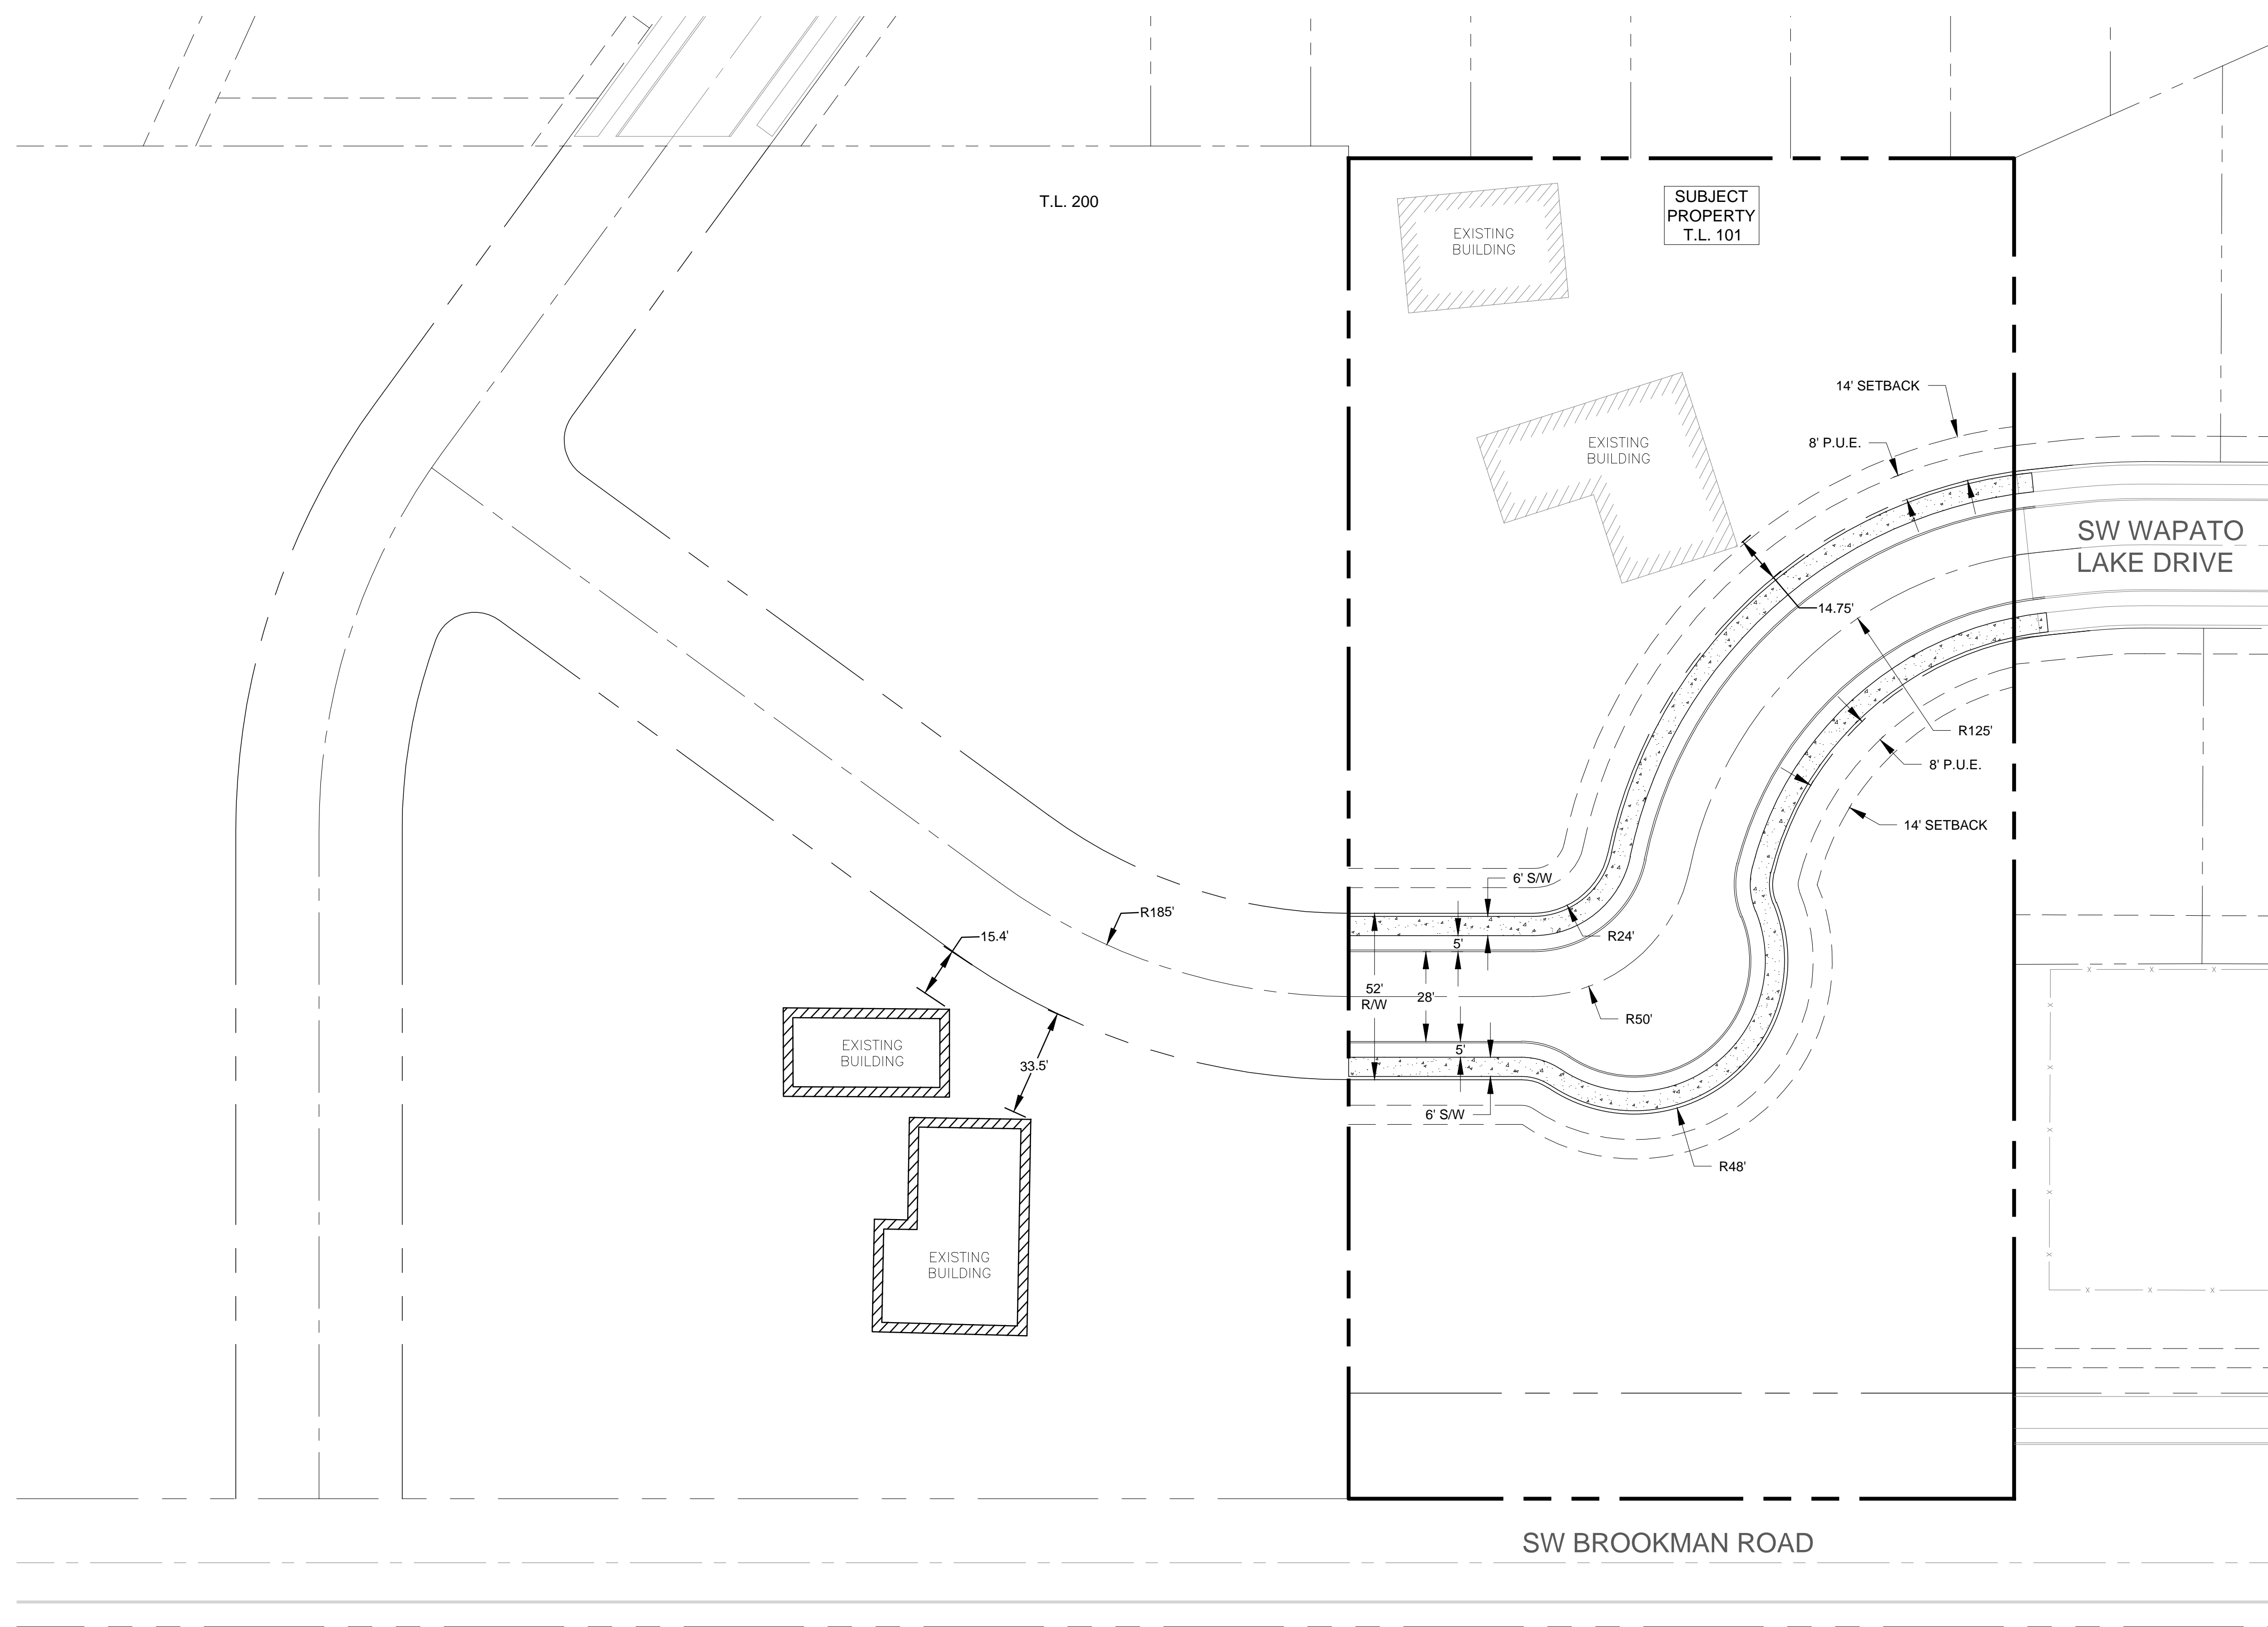 T.L. 200
SUBJECT
PROPERTY
T.L. 101
EXISTING
BUILDING
14' SETBACK
8' P.U.E.
EXISTING
BUILDING
SW WAPATO
LAKE DRIVE
14.75'
R125'
8' P.U.E.
14' SETBACK
6' S/W
R185'
15.4'
R24'
5'
52'
R/W
28'
R50'
5'
EXISTING
BUILDING
33.5'
6' S/W
R48'
EXISTING
BUILDING
SW BROOKMAN ROAD